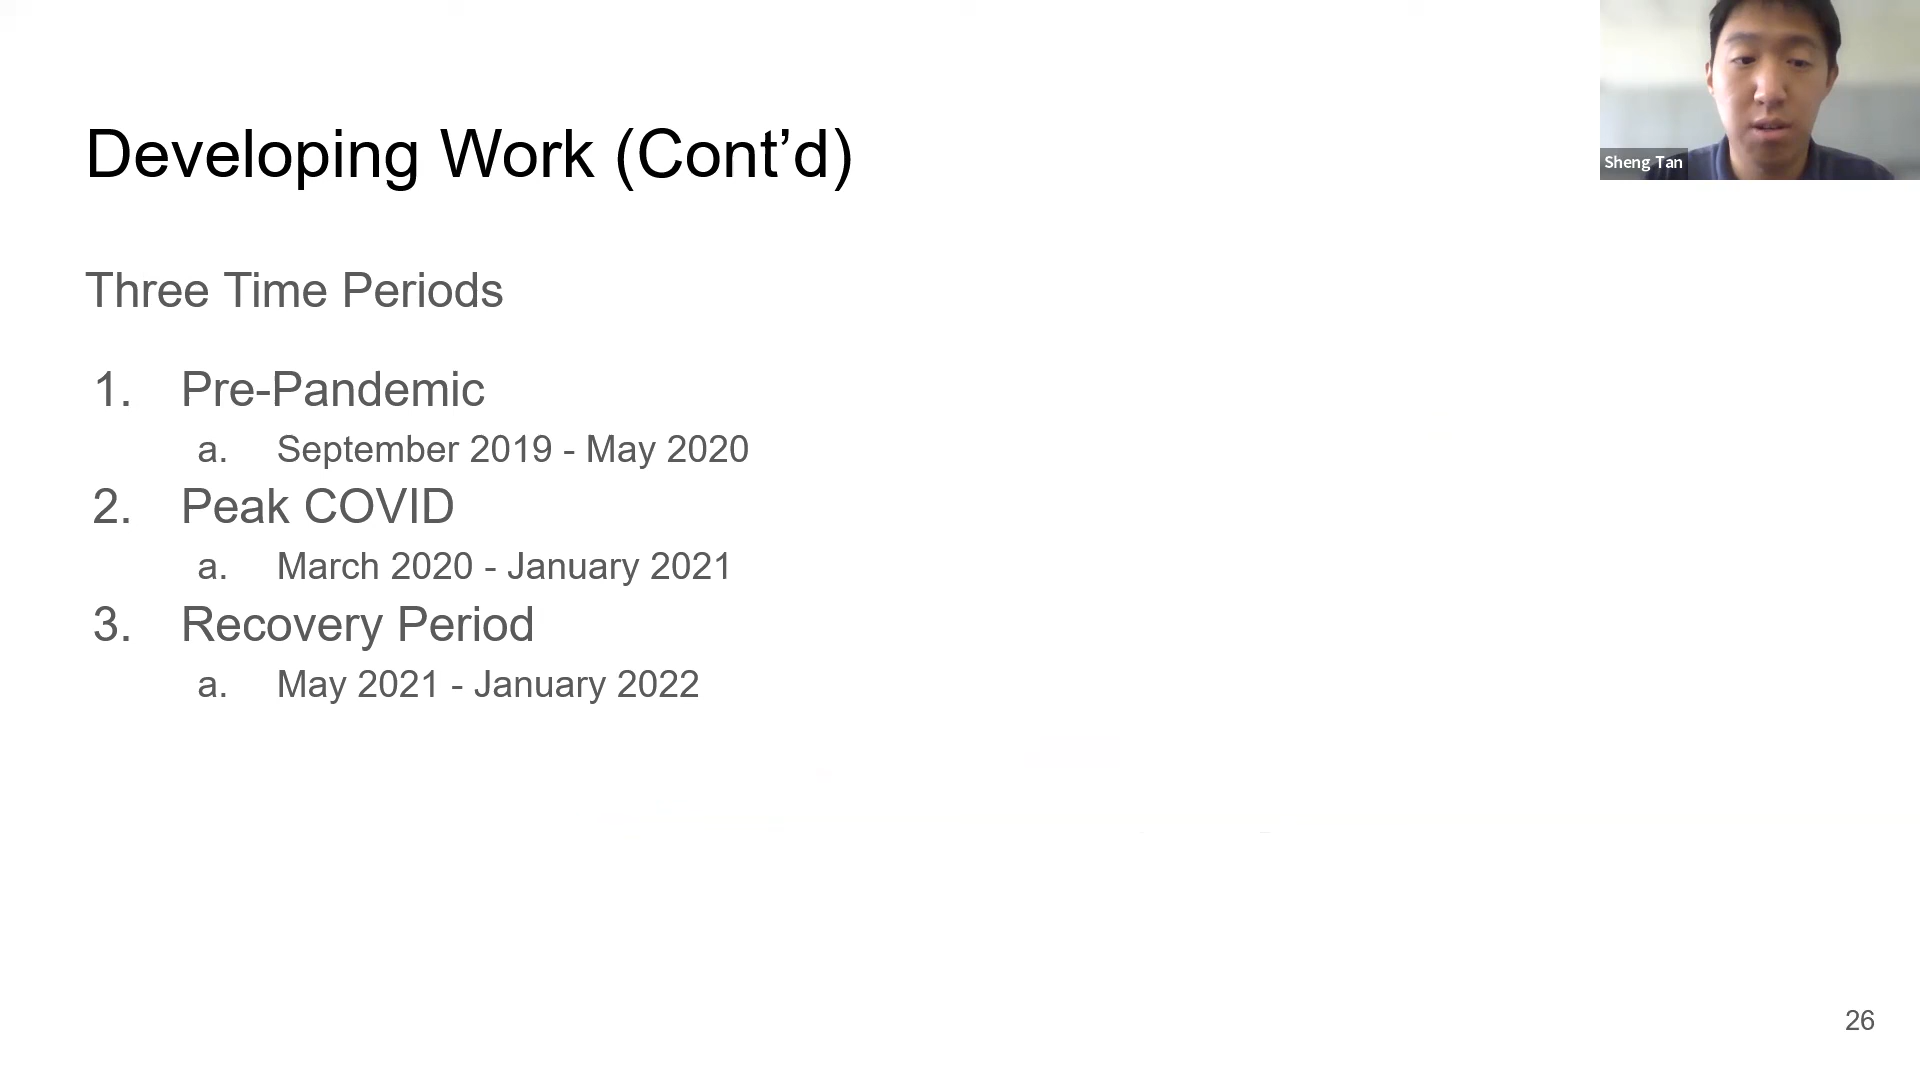 Developing Work (Cont’d)
Sheng Tan
Three Time Periods
1. Pre-Pandemic
a. September 2019 - May 2020
2. Peak COVID
a. March 2020 - January 2021
3. Recovery Period
a. May 2021 - January 2022
26